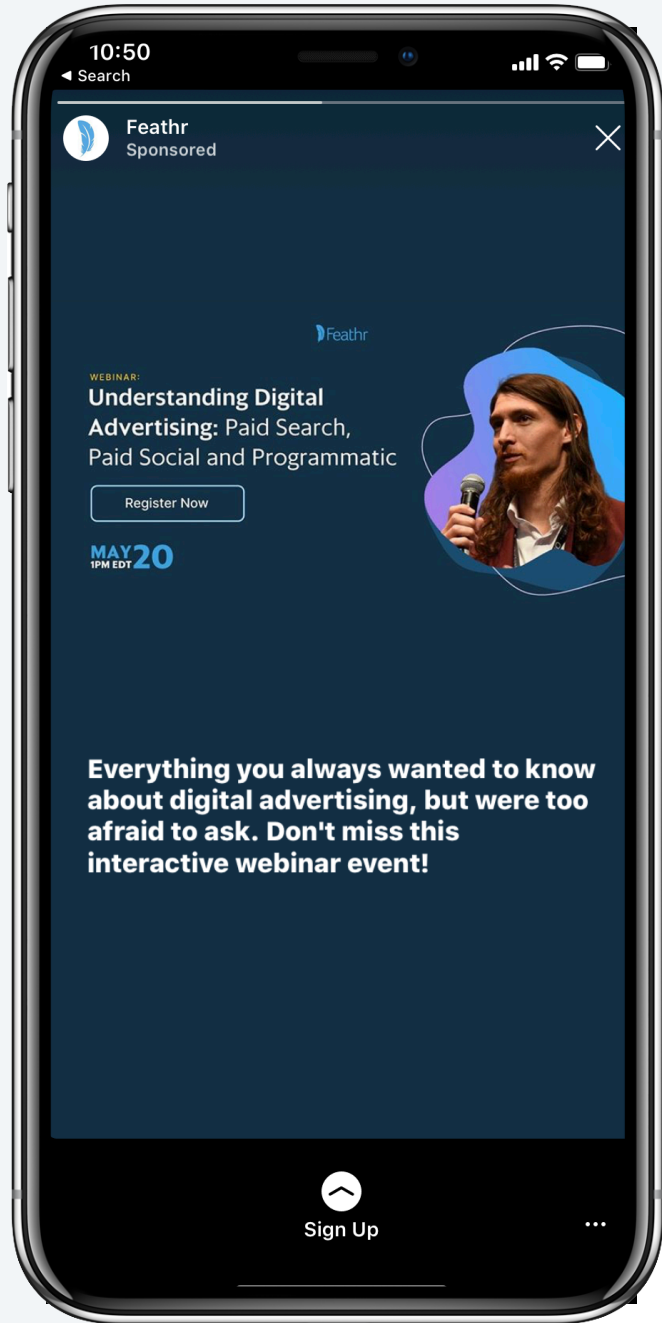 10:50
◀ Search
Feathr
Sponsored
Feathr
WEBINAR:
Understanding Digital
Advertising: Paid Search,
Paid Social and Programmatic
Register Now
MAY 20
1PM EDT
Everything you always wanted to know
about digital advertising, but were too
afraid to ask. Don't miss this
interactive webinar event!
Sign Up